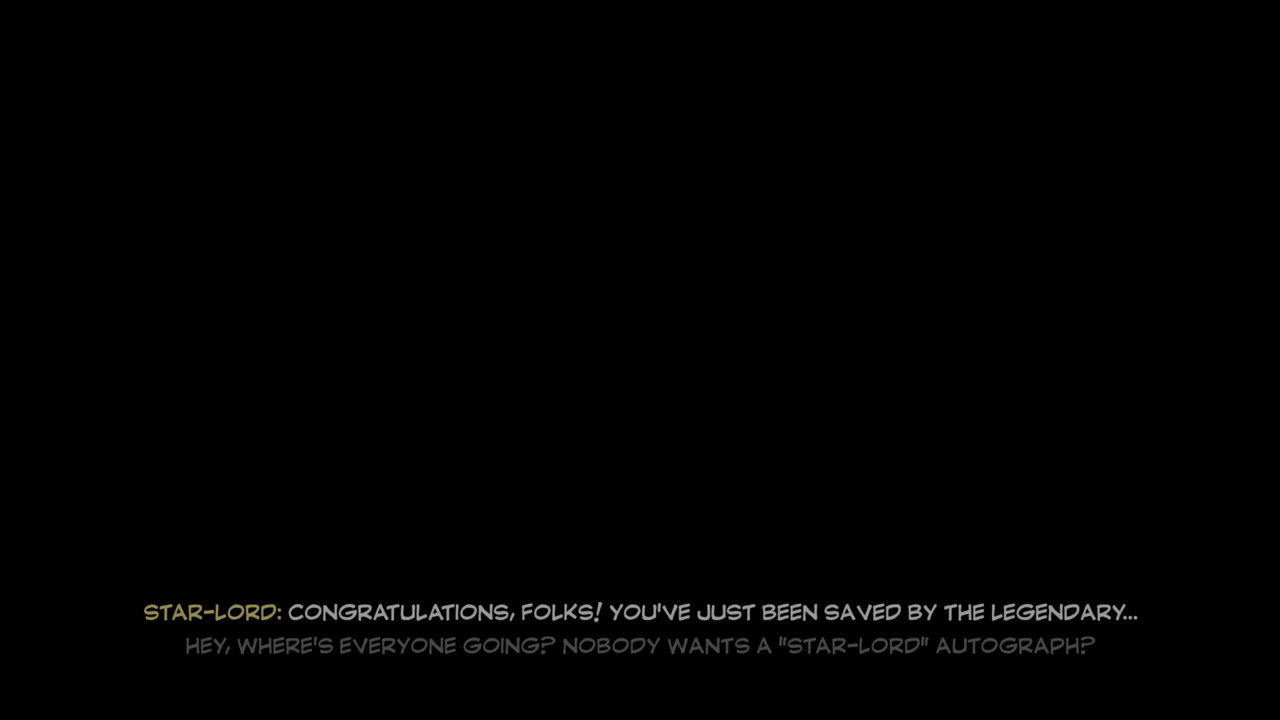 STAR-LORD: CONGRATULATIONS, FOLKS! YOU'VE JUST BEEN SAVED BY THE LEGENDARY...
HEY, WHERE'S EVERYONE GOING? NOBODY WANTS A "STAR-LORD" AUTOGRAPH?